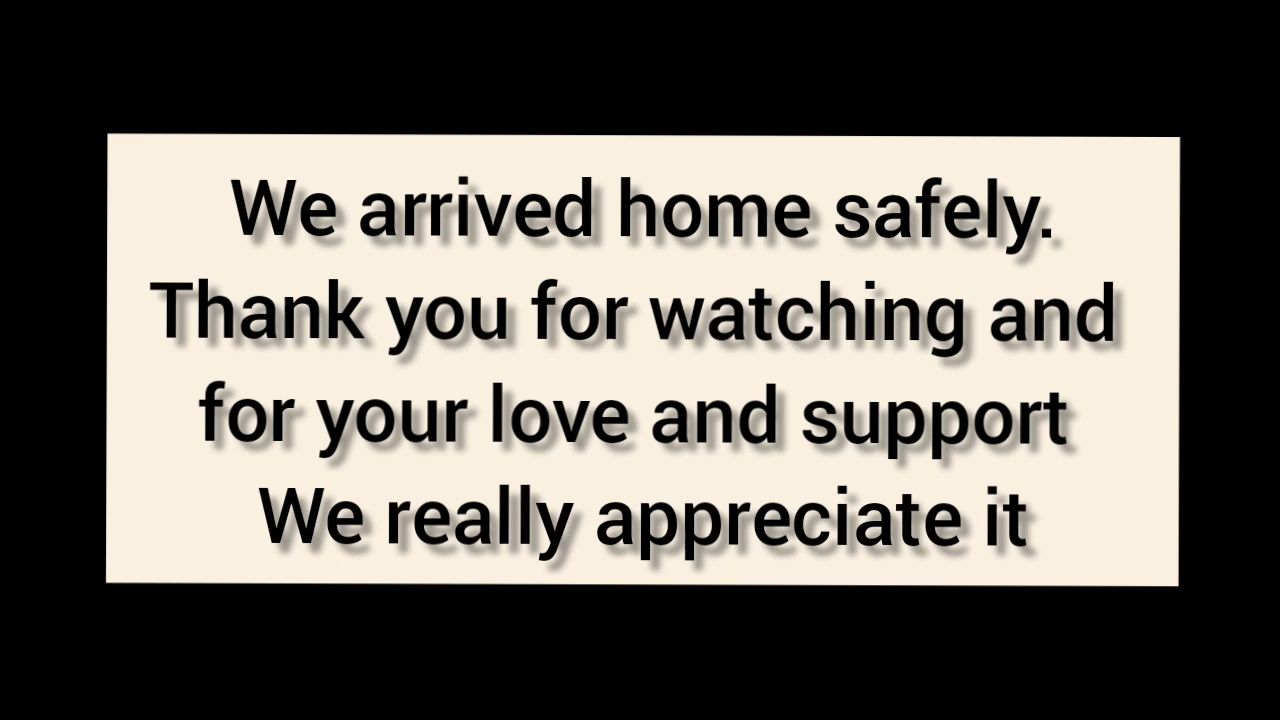 We arrived home safely.
Thank you for watching and
for your love and support
We really appreciate it